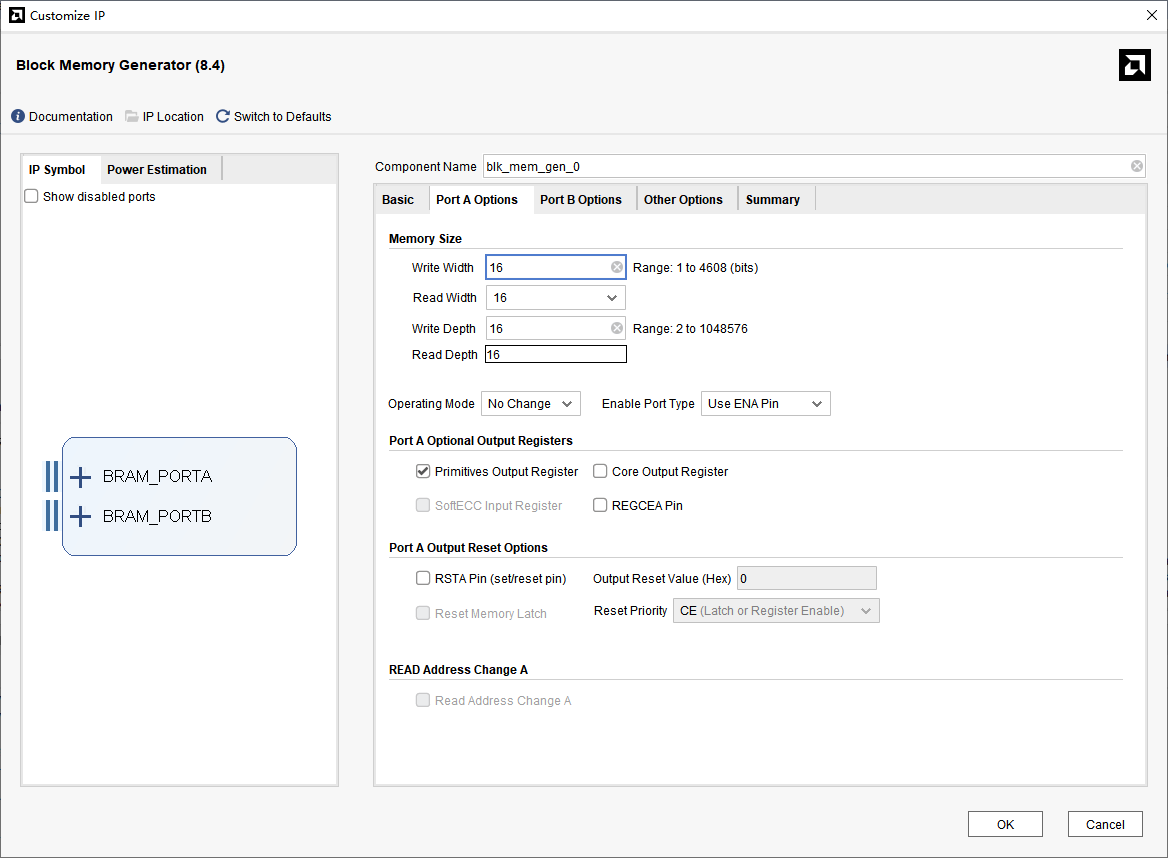 Customize IP
Block Memory Generator (8.4)
Documentation IP Location Switch to Defaults
IP Symbol Power Estimation
Show disabled ports
BRAM_PORTA
BRAM_PORTB
Component Name blk_mem_gen_0
Basic Port A Options Port B Options Other Options Summary
Memory Size
Write Width 16 Range: 1 to 4608 (bits)
Read Width 16
Write Depth 16 Range: 2 to 1048576
Read Depth 16
Operating Mode No Change Enable Port Type Use ENA Pin
Port A Optional Output Registers
Primitives Output Register Core Output Register
SoftECC Input Register REGCEA Pin
Port A Output Reset Options
RSTA Pin (set/reset pin) Output Reset Value (Hex) 0
Reset Memory Latch Reset Priority CE (Latch or Register Enable)
READ Address Change A
Read Address Change A
OK Cancel